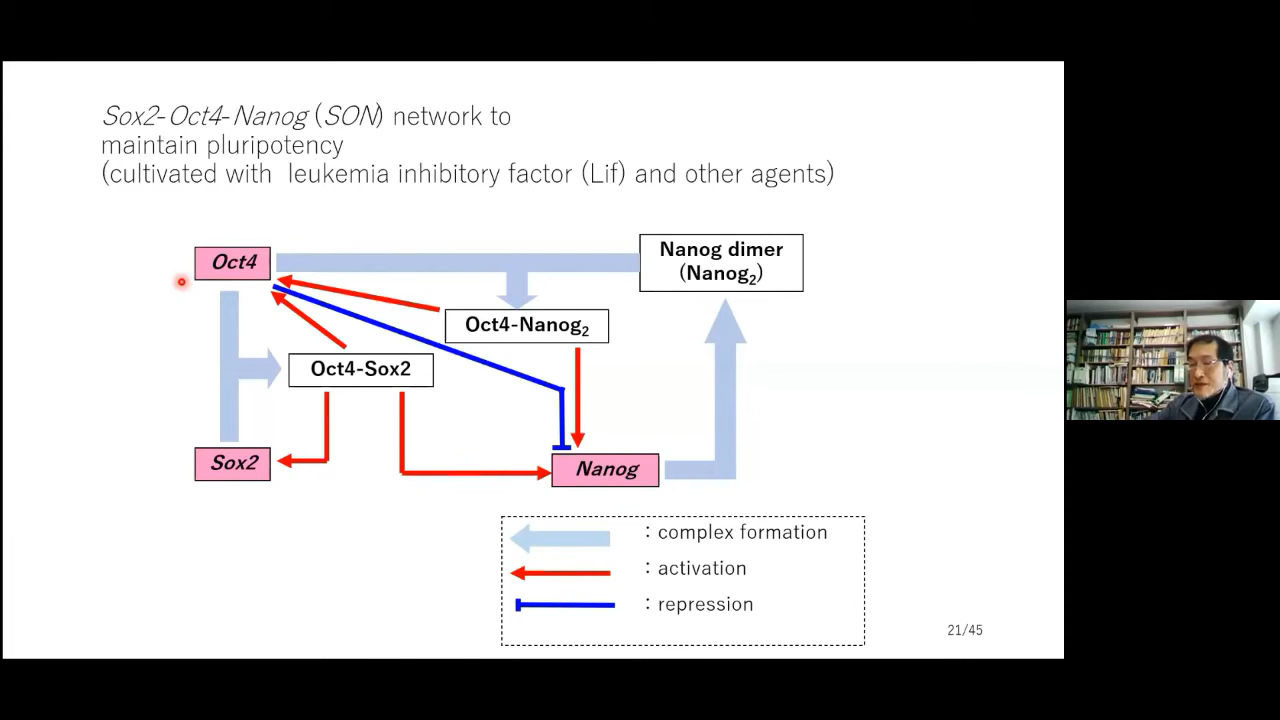 Sox2-Oct4-Nanog (SON) network to
maintain pluripotency
(cultivated with leukemia inhibitory factor (Lif) and other agents)
Oct4
Nanog dimer
(Nanog₂)
Oct4-Nanog₂
Oct4-Sox2
Sox2
Nanog
: complex formation
: activation
: repression
21/45